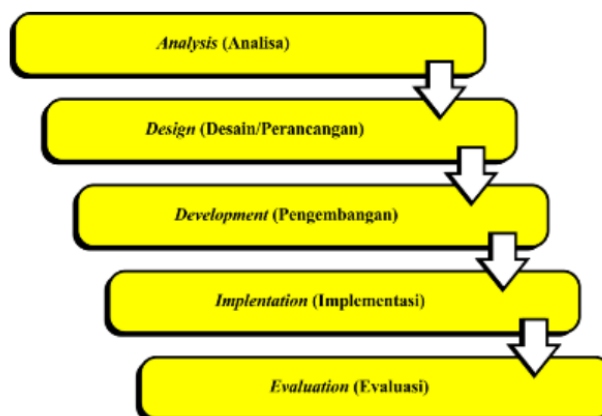 Analysis (Analisa)
Design (Desain/Perancangan)
Development (Pengembangan)
Implentation (Implementasi)
Evaluation (Evaluasi)